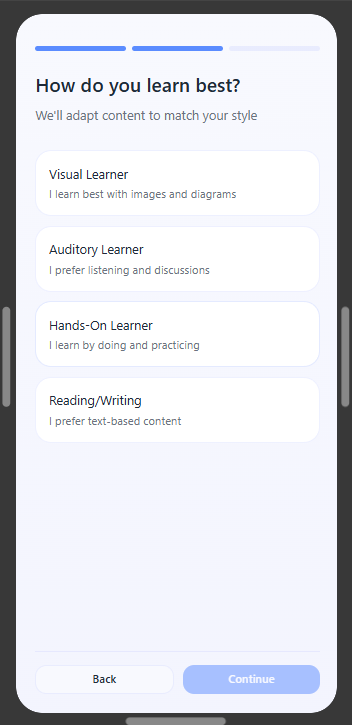 How do you learn best?
We'll adapt content to match your style
Visual Learner
I learn best with images and diagrams
Auditory Learner
I prefer listening and discussions
Hands-On Learner
I learn by doing and practicing
Reading/Writing
I prefer text-based content
Back
Continue